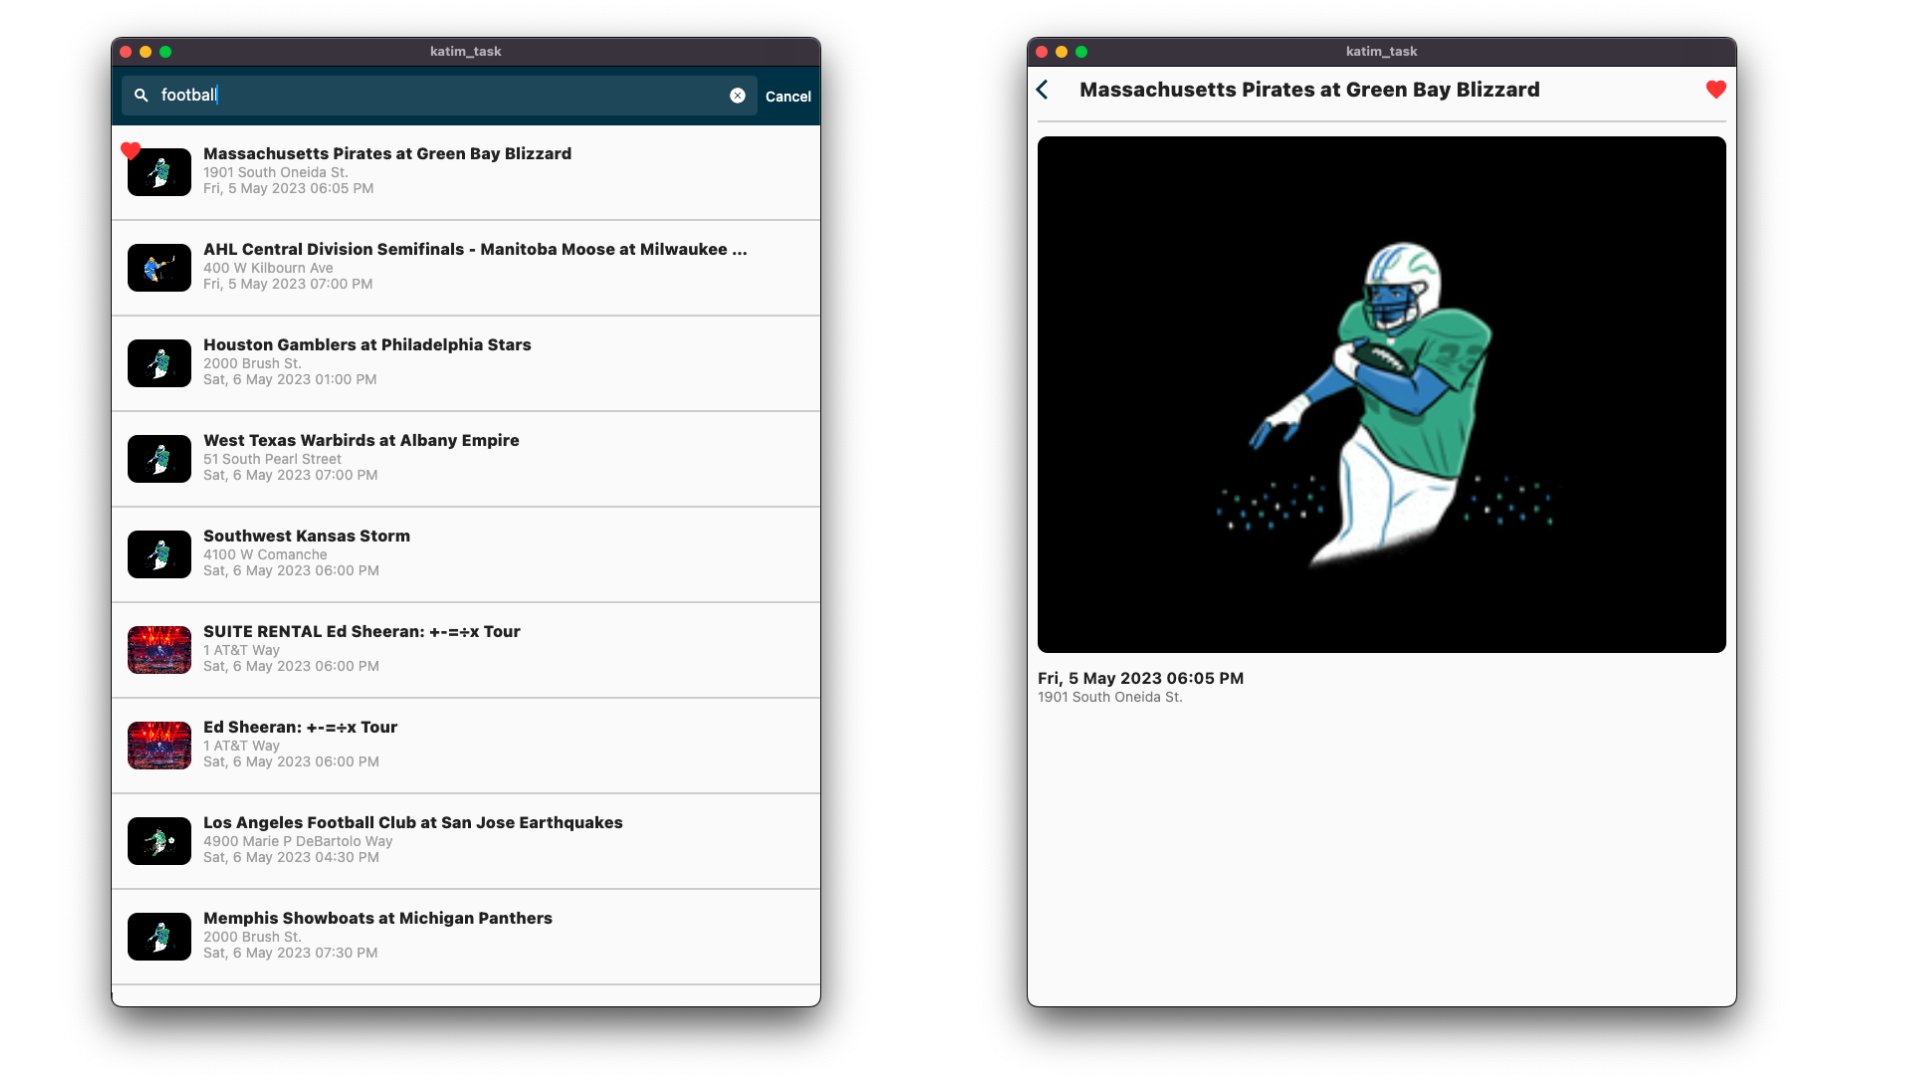 katim_task
football
Cancel
Massachusetts Pirates at Green Bay Blizzard
1901 South Oneida St.
Fri, 5 May 2023 06:05 PM
AHL Central Division Semifinals - Manitoba Moose at Milwaukee ...
400 W Kilbourn Ave
Fri, 5 May 2023 07:00 PM
Houston Gamblers at Philadelphia Stars
2000 Brush St.
Sat, 6 May 2023 01:00 PM
West Texas Warbirds at Albany Empire
51 South Pearl Street
Sat, 6 May 2023 07:00 PM
Southwest Kansas Storm
4100 W Comanche
Sat, 6 May 2023 06:00 PM
SUITE RENTAL Ed Sheeran: +-=÷x Tour
1 AT&T Way
Sat, 6 May 2023 06:00 PM
Ed Sheeran: +-=÷x Tour
1 AT&T Way
Sat, 6 May 2023 06:00 PM
Los Angeles Football Club at San Jose Earthquakes
4900 Marie P DeBartolo Way
Sat, 6 May 2023 04:30 PM
Memphis Showboats at Michigan Panthers
2000 Brush St.
Sat, 6 May 2023 07:30 PM
katim_task
Massachusetts Pirates at Green Bay Blizzard
Fri, 5 May 2023 06:05 PM
1901 South Oneida St.